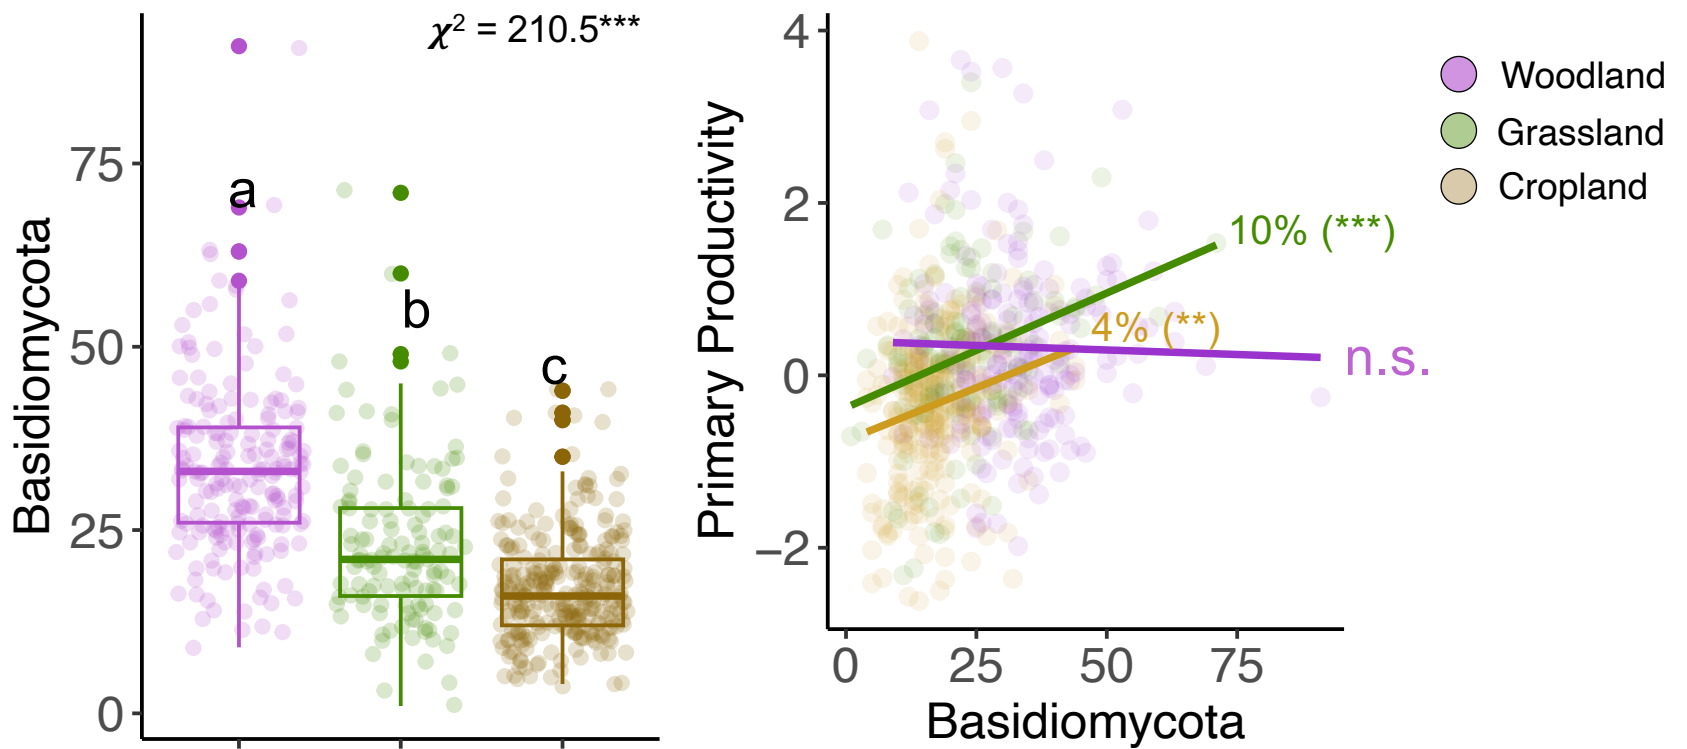 χ² = 210.5***
Basidiomycota
75
50
25
0
a
b
c
Primary Productivity
4
2
0
−2
0
25
50
75
Basidiomycota
10% (***)
4% (**)
n.s.
Woodland
Grassland
Cropland